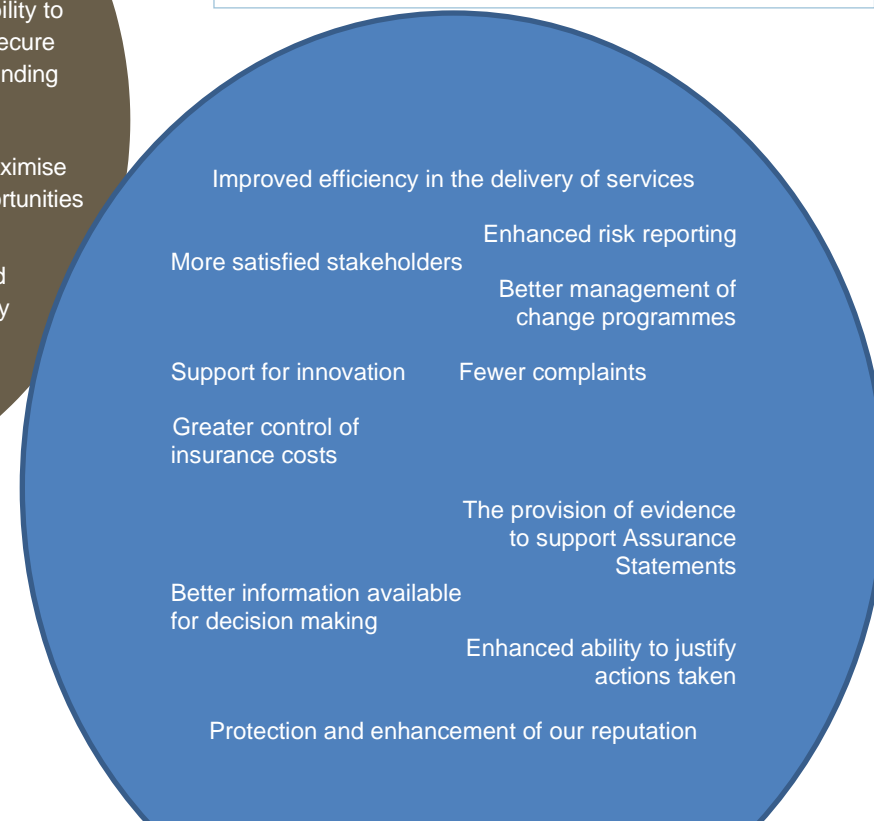 to
funding
Improved efficiency in the delivery of services
Enhanced risk reporting
More satisfied stakeholders
Better management of
change programmes
Support for innovation
Fewer complaints
Greater control of
insurance costs
The provision of evidence
to support Assurance
Statements
Better information available
for decision making
Enhanced ability to justify
actions taken
Protection and enhancement of our reputation